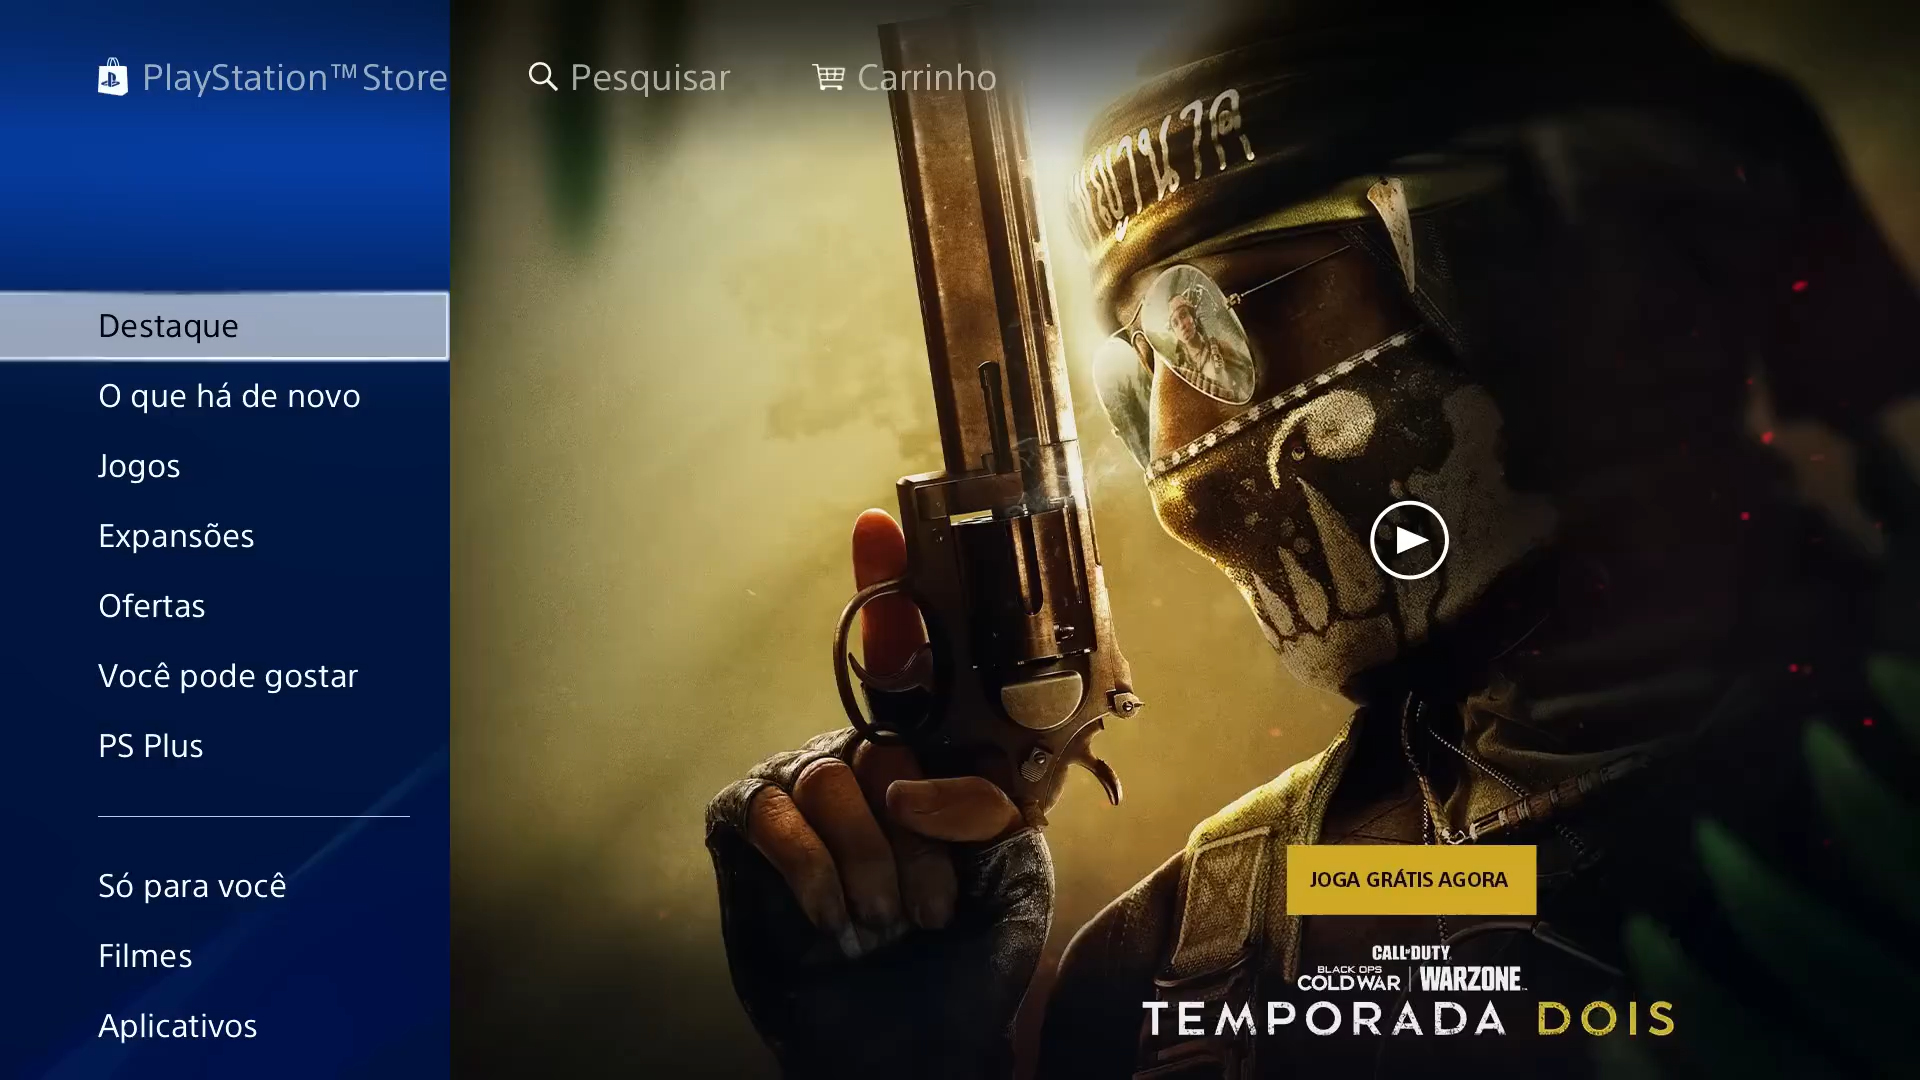 PlayStation™Store
Pesquisar
Carrinho
Destaque
O que há de novo
Jogos
Expansões
Ofertas
Você pode gostar
PS Plus
Só para você
Filmes
Aplicativos
JOGA GRÁTIS AGORA
CALL OF DUTY
BLACK OPS
COLD WAR | WARZONE
TEMPORADA DOIS